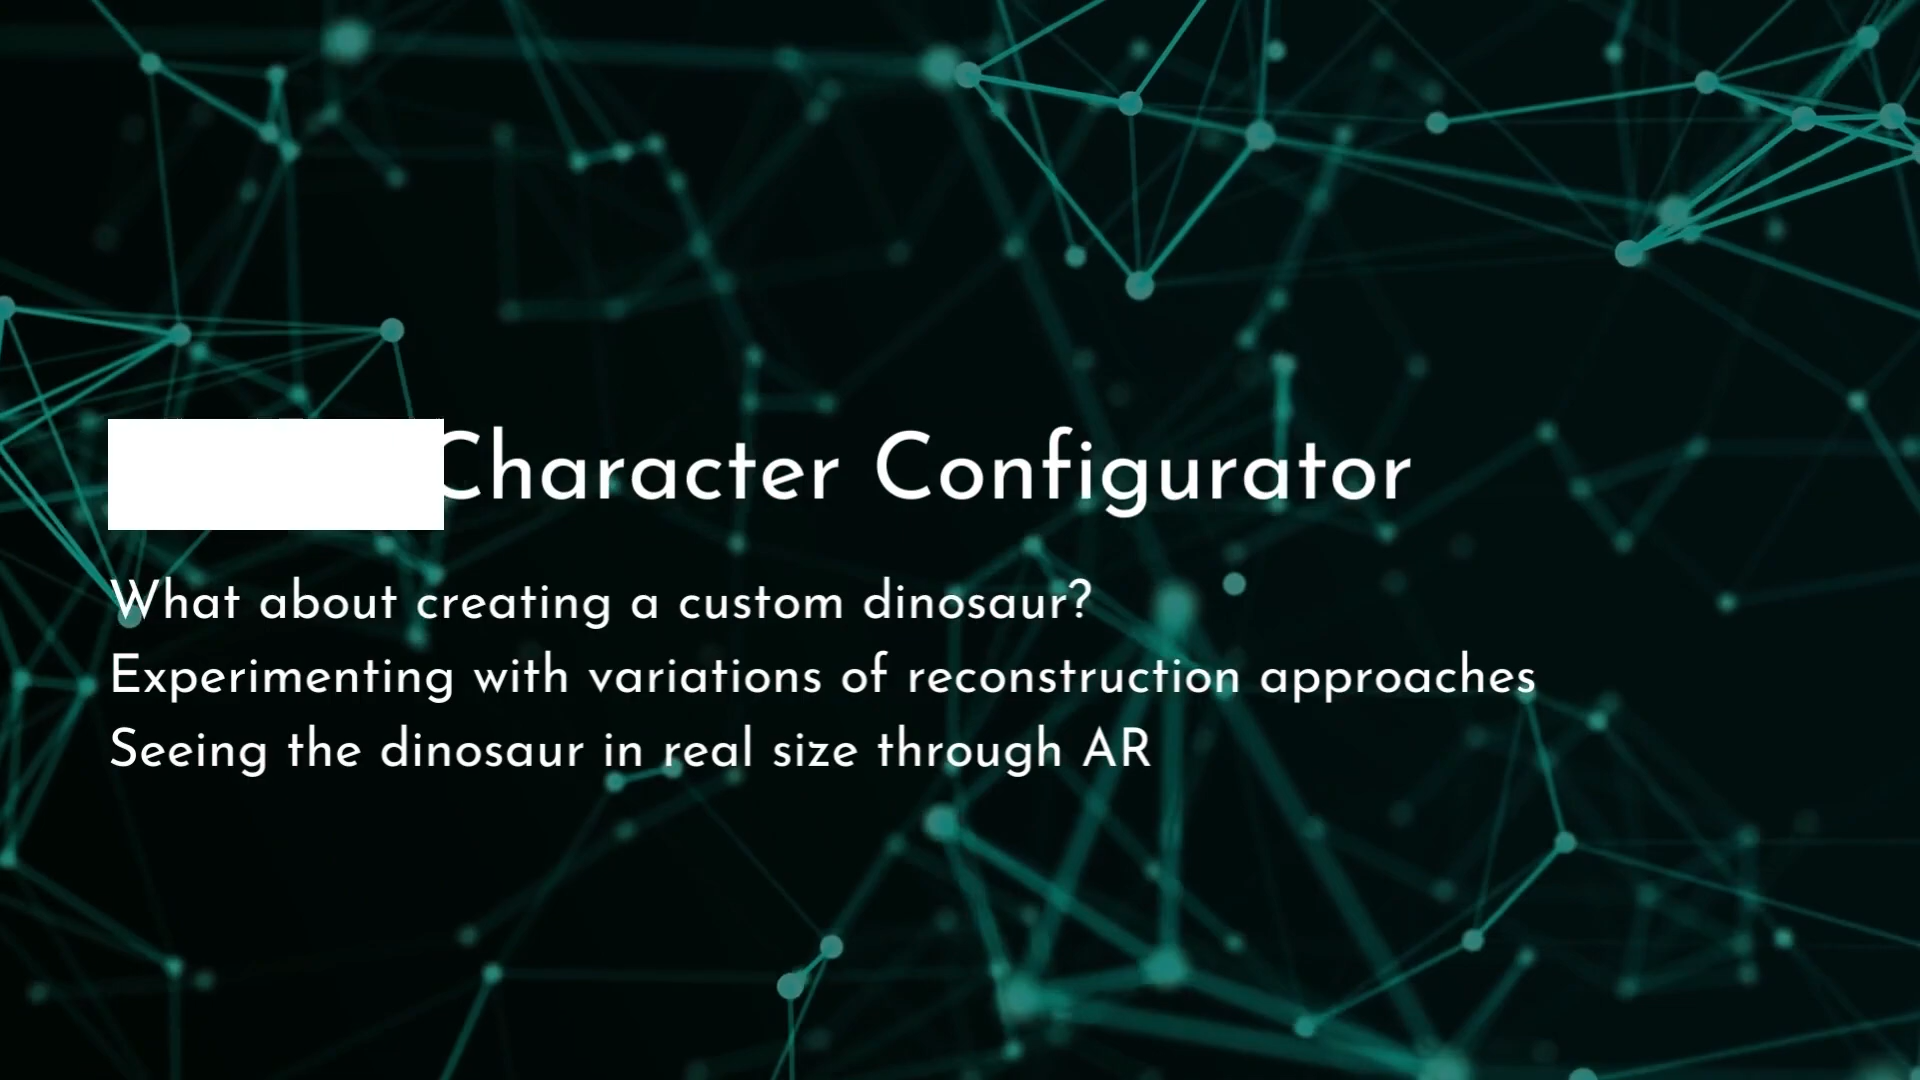 Character Configurator
What about creating a custom dinosaur?
Experimenting with variations of reconstruction approaches
Seeing the dinosaur in real size through AR